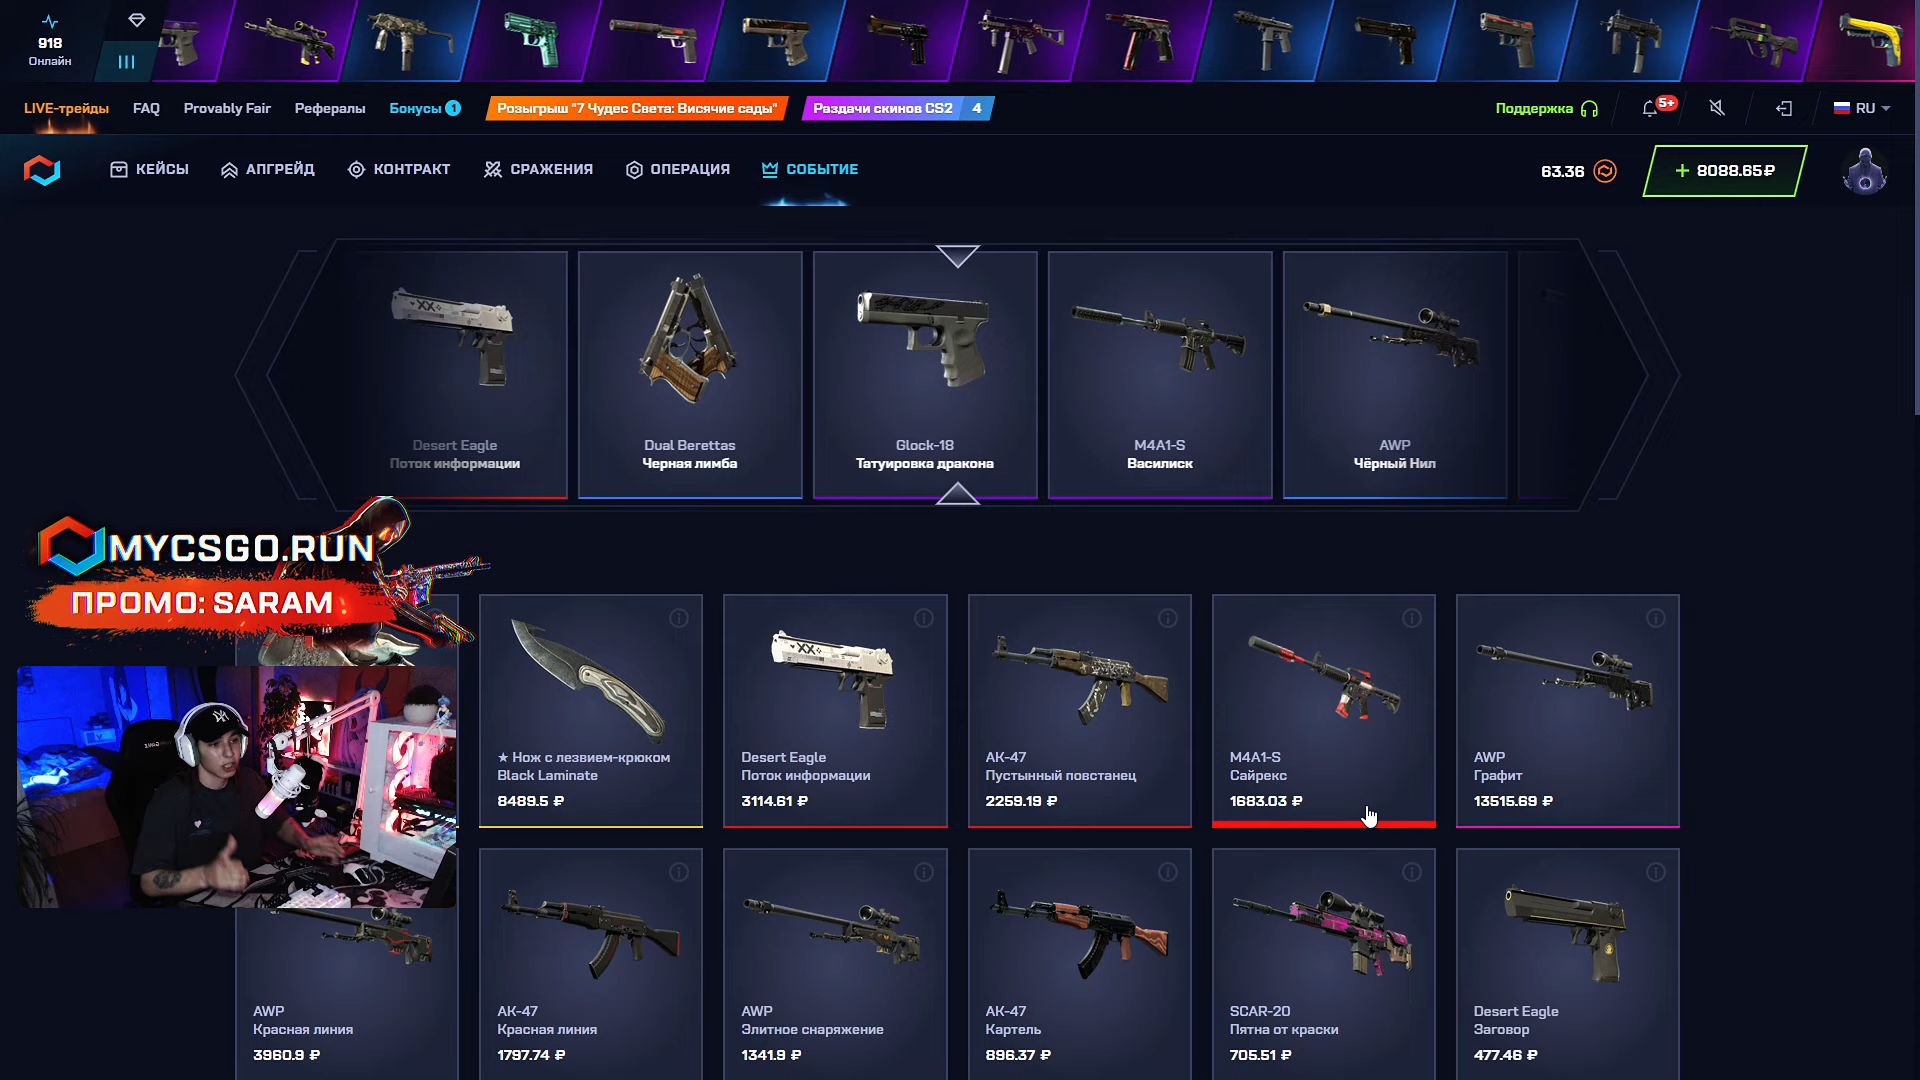 918
Онлайн
LIVE-трейды
FAQ
Provably Fair
Рефералы
Бонусы 1
Розыгрыш "7 Чудес Света: Висячие сады"
Раздачи скинов CS2 4
Поддержка
5+
RU
КЕЙСЫ
АПГРЕЙД
КОНТРАКТ
СРАЖЕНИЯ
ОПЕРАЦИЯ
СОБЫТИЕ
63.36
+ 8088.65 ₽
Desert Eagle
Поток информации
Dual Berettas
Черная лимба
Glock-18
Татуировка дракона
M4A1-S
Василиск
AWP
Чёрный Нил
MYCSGO.RUN
ПРОМО: SARAM
★ Нож с лезвием-крюком
Black Laminate
8489.5 ₽
Desert Eagle
Поток информации
3114.61 ₽
AK-47
Пустынный повстанец
2259.19 ₽
M4A1-S
Сайрекс
1683.03 ₽
AWP
Графит
13515.69 ₽
AWP
Красная линия
3960.9 ₽
AK-47
Красная линия
1797.74 ₽
AWP
Элитное снаряжение
1341.9 ₽
AK-47
Картель
896.37 ₽
SCAR-20
Пятна от краски
705.51 ₽
Desert Eagle
Заговор
477.46 ₽